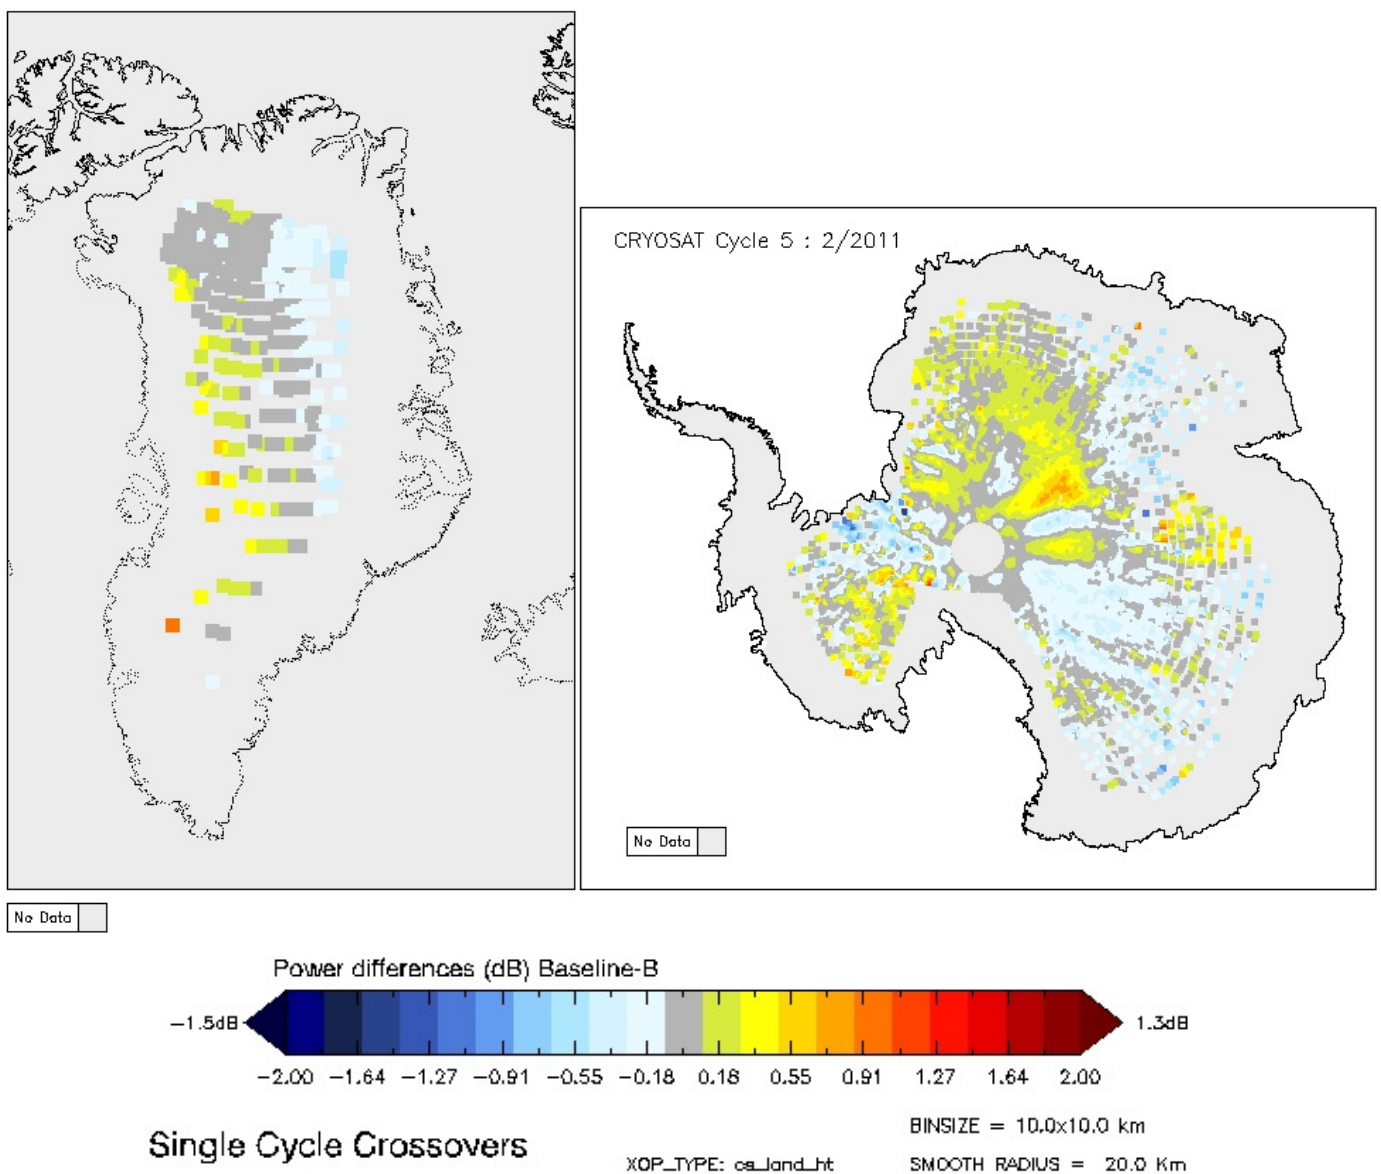 CRYOSAT Cycle 5 : 2/2011
No Data
No Data
Power differences (dB) Baseline-B
-1.5dB
1.3dB
-2.00 -1.64 -1.27 -0.91 -0.55 -0.18 0.18 0.55 0.91 1.27 1.64 2.00
BINSIZE = 10.0x10.0 km
Single Cycle Crossovers
XOP_TYPE: cs_land_ht
SMOOTH RADIUS = 20.0 Km